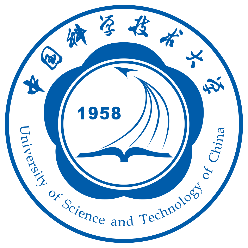 中国科学技术大学
1958
University of Science and Technology of China